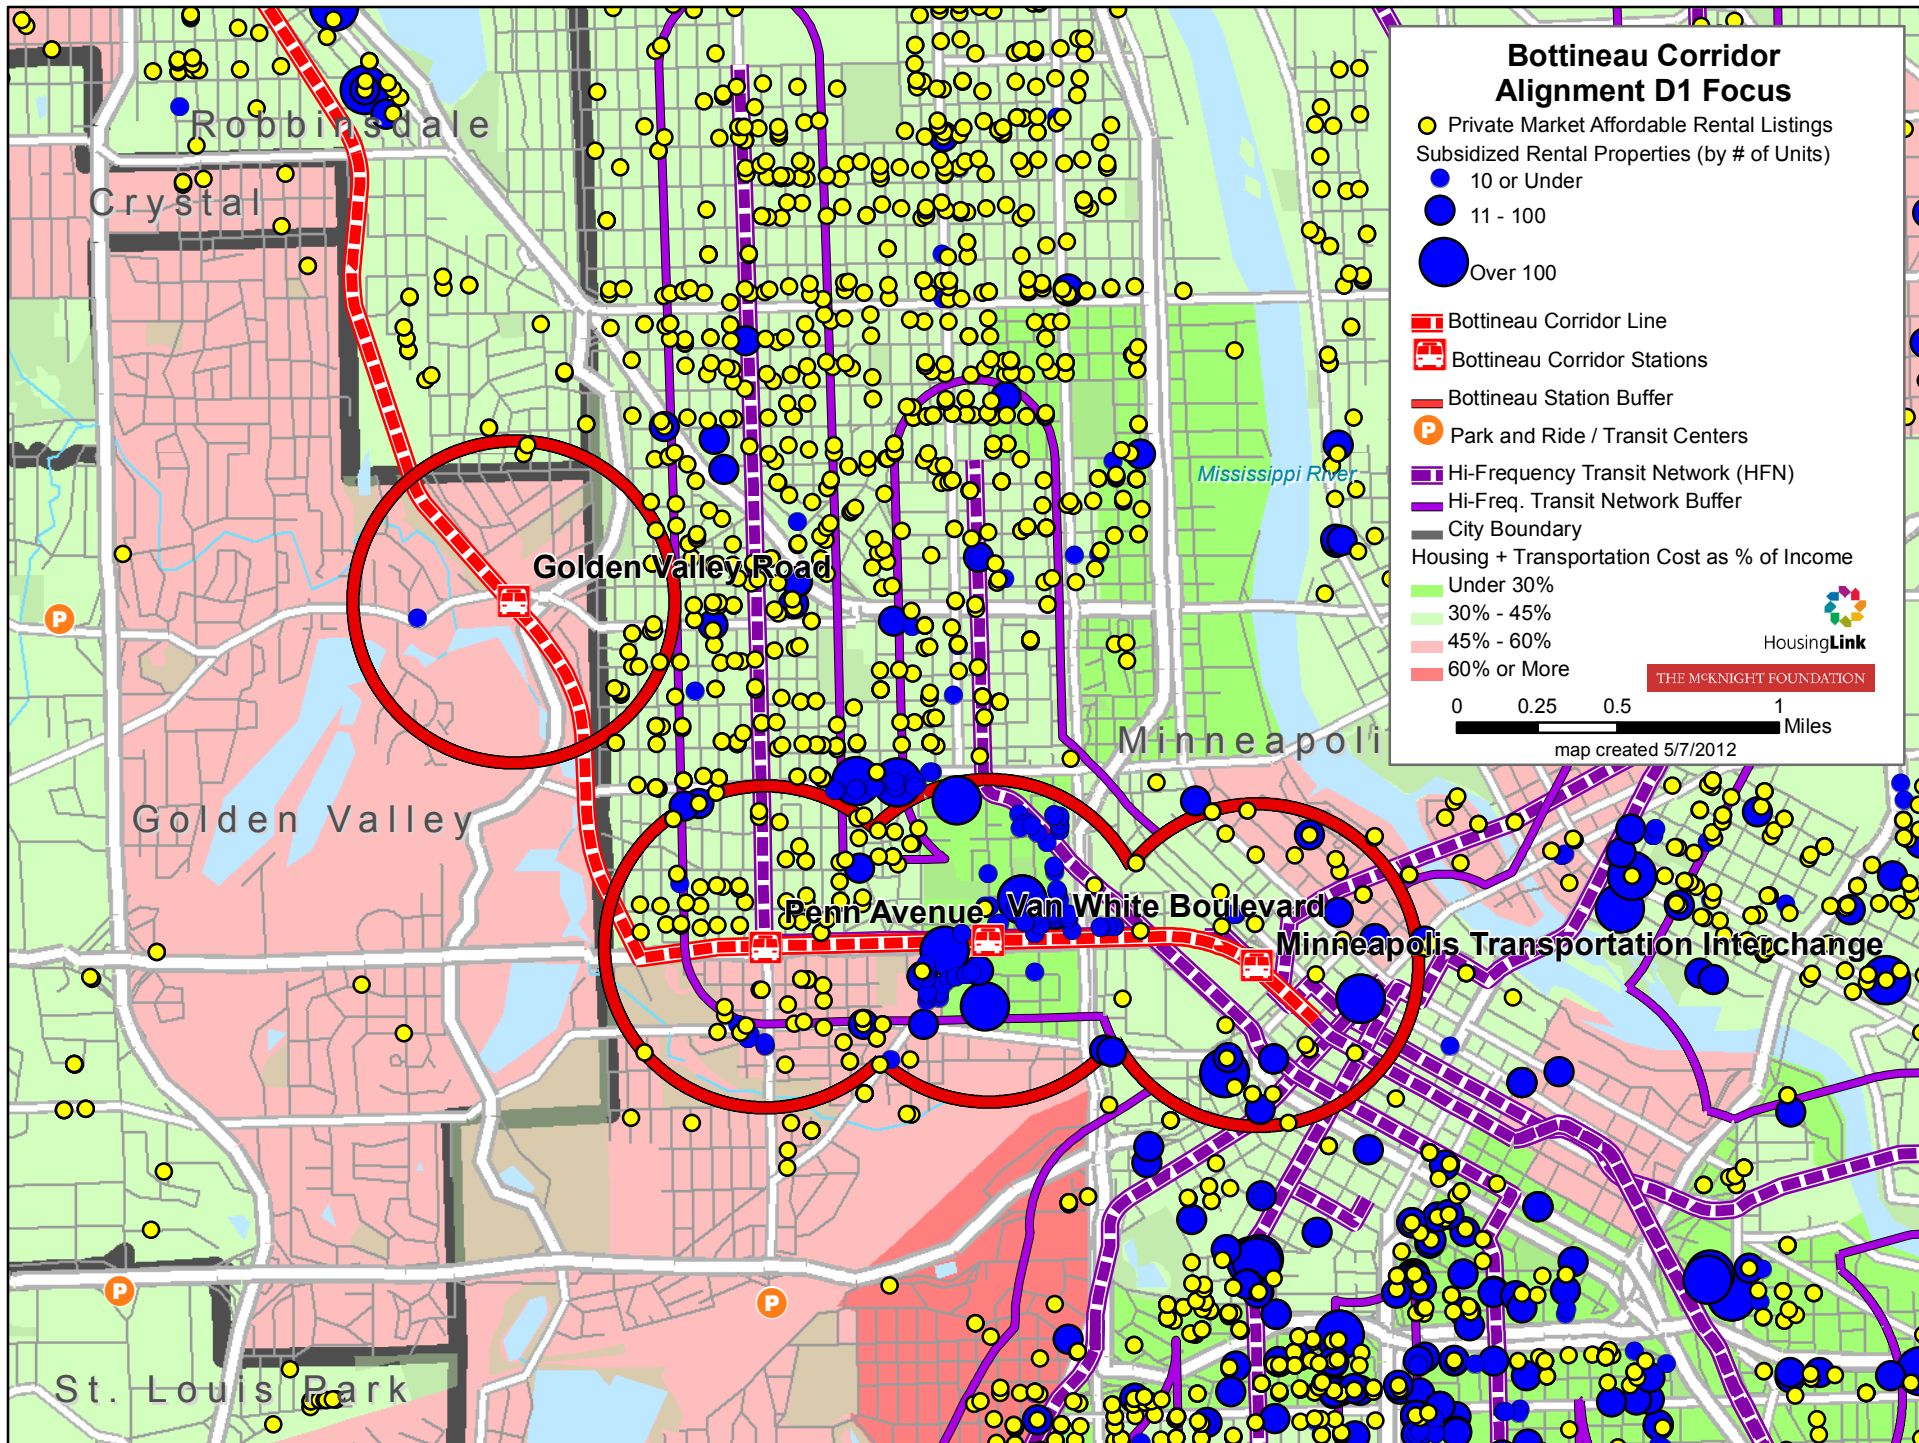 Bottineau Corridor
Alignment D1 Focus
Private Market Affordable Rental Listings
Subsidized Rental Properties (by # of Units)
10 or Under
11 - 100
Over 100
Bottineau Corridor Line
Bottineau Corridor Stations
Bottineau Station Buffer
P Park and Ride / Transit Centers
Hi-Frequency Transit Network (HFN)
Hi-Freq. Transit Network Buffer
City Boundary
Housing + Transportation Cost as % of Income
Under 30%
30% - 45%
45% - 60%
60% or More
HousingLink
THE McKNIGHT FOUNDATION
0 0.25 0.5 1
Miles
map created 5/7/2012
Robbinsdale
Crystal
Mississippi River
Golden Valley Road
P
Minneapoli
Golden Valley
Penn Avenue
Van White Boulevard
Minneapolis Transportation Interchange
P
P
St. Louis Park